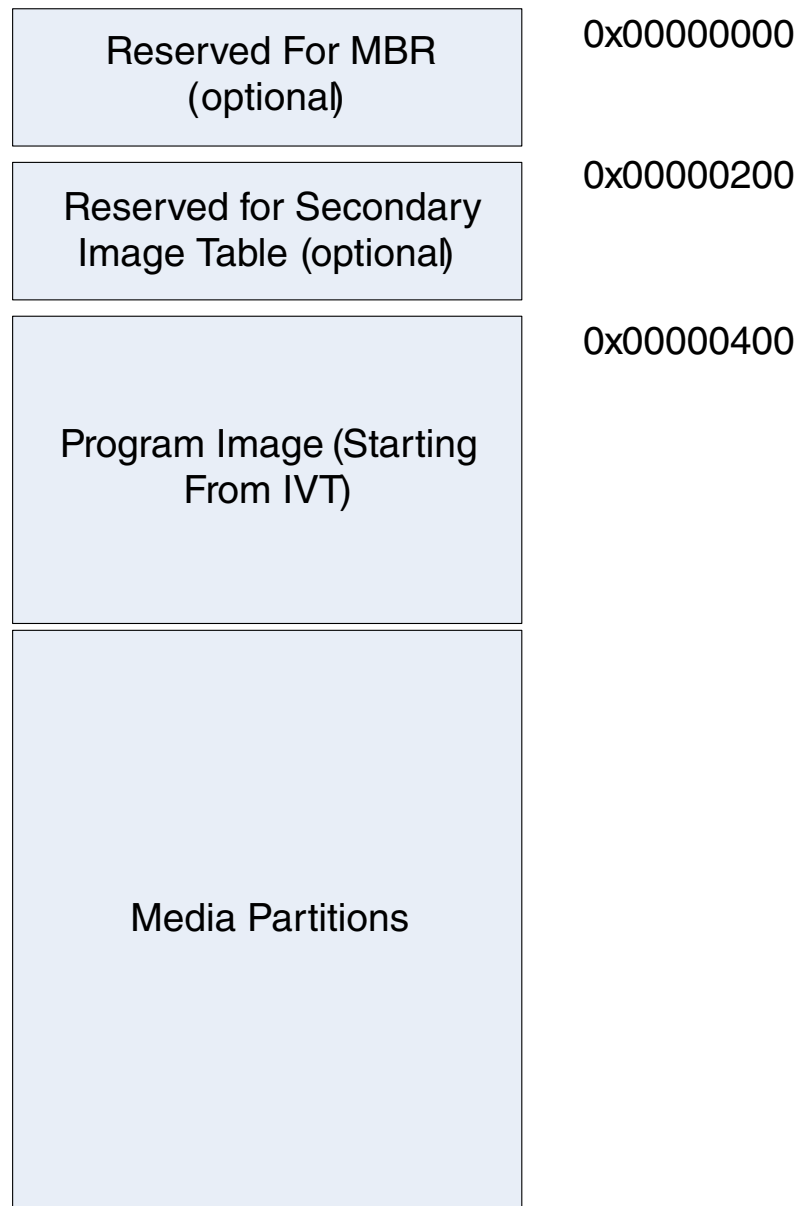 Reserved For MBR
(optional)
0x00000000
Reserved for Secondary
Image Table (optional)
0x00000200
Program Image (Starting
From IVT)
0x00000400
Media Partitions